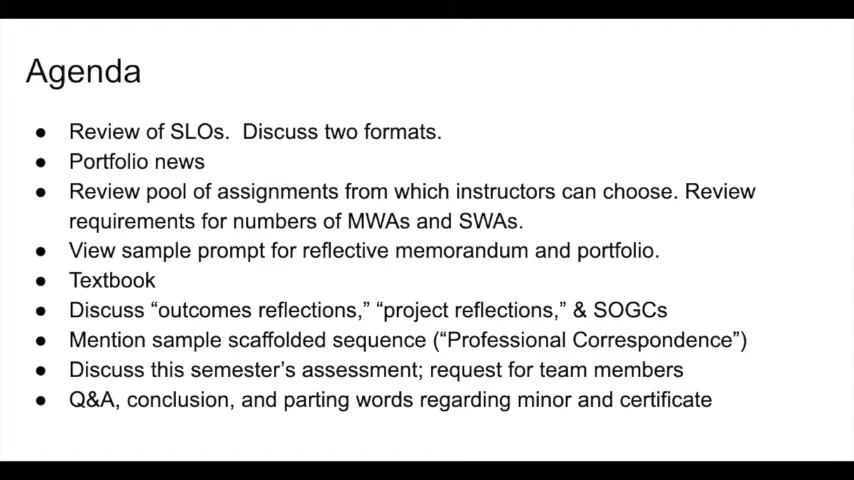 Agenda
● Review of SLOs.  Discuss two formats.
● Portfolio news
● Review pool of assignments from which instructors can choose. Review
requirements for numbers of MWAs and SWAs.
● View sample prompt for reflective memorandum and portfolio.
● Textbook
● Discuss “outcomes reflections,” “project reflections,” & SOGCs
● Mention sample scaffolded sequence (“Professional Correspondence”)
● Discuss this semester’s assessment; request for team members
● Q&A, conclusion, and parting words regarding minor and certificate